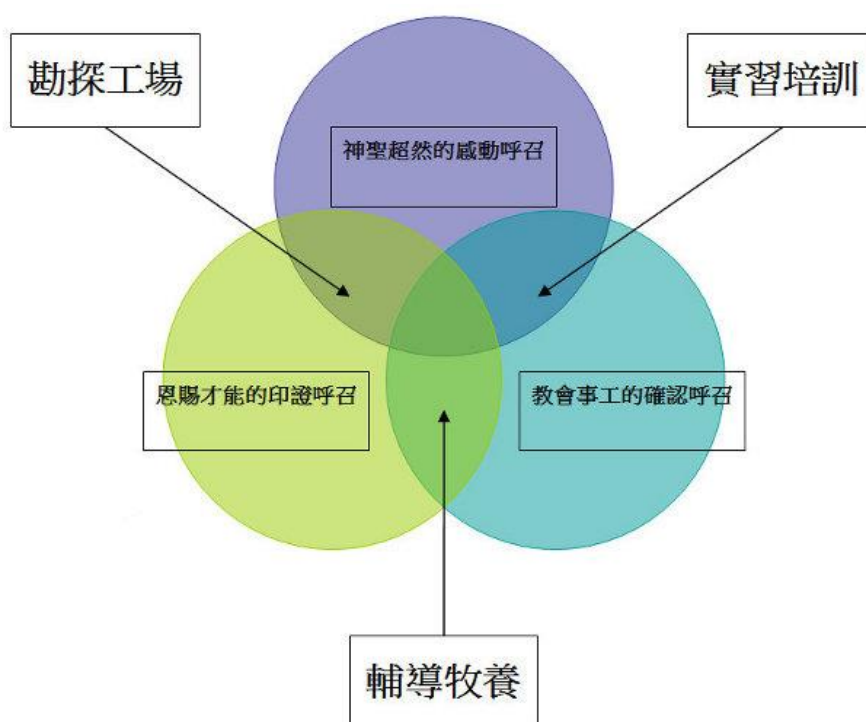 勘探工場
實習培訓
神聖超然的感動呼召
恩賜才能的印證呼召
教會事工的確認呼召
輔導牧養